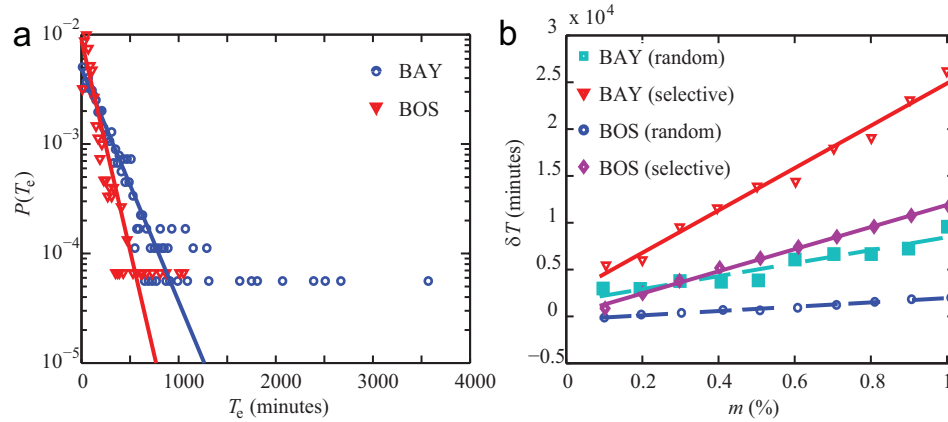 a
10⁻²
10⁻³
10⁻⁴
10⁻⁵
P(Tₑ)
BAY
BOS
0
1000
2000
3000
4000
Tₑ (minutes)
b
x 10⁴
3
2.5
2
1.5
1
0.5
0
−0.5
δT (minutes)
BAY (random)
BAY (selective)
BOS (random)
BOS (selective)
0
0.2
0.4
0.6
0.8
1
m (%)